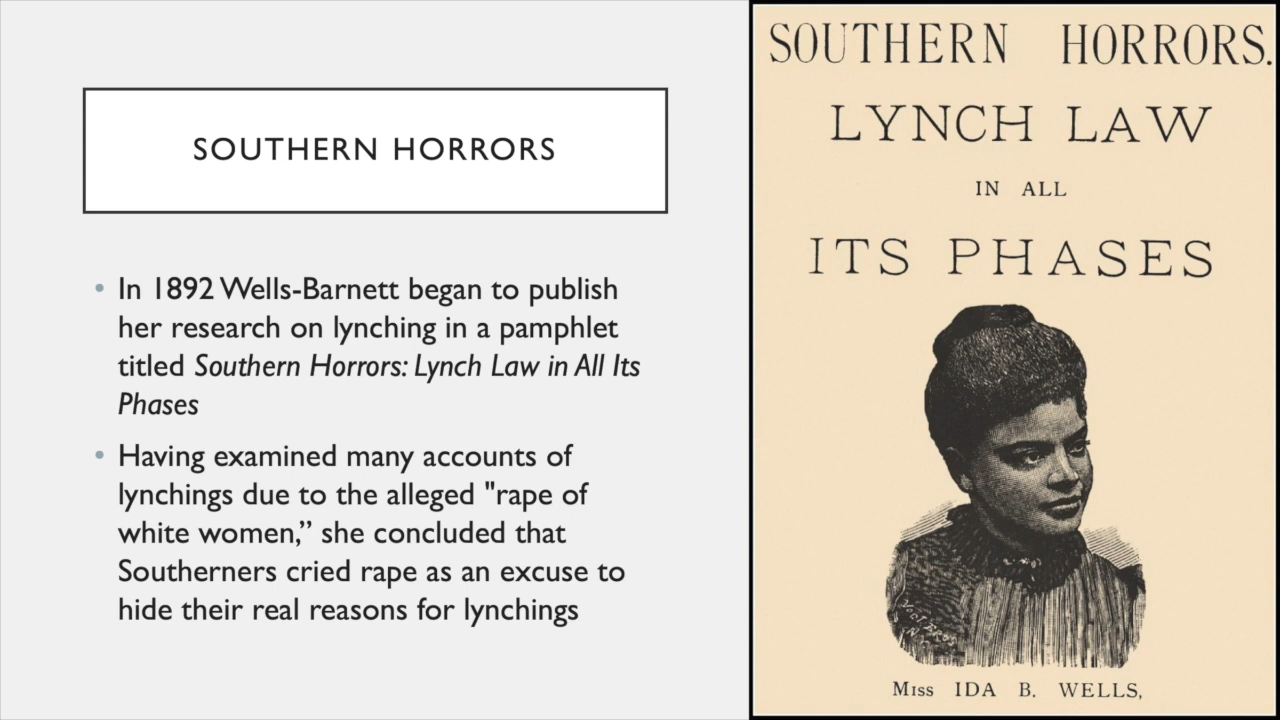 SOUTHERN HORRORS
• In 1892 Wells-Barnett began to publish
her research on lynching in a pamphlet
titled Southern Horrors: Lynch Law in All Its
Phases
• Having examined many accounts of
lynchings due to the alleged "rape of
white women,” she concluded that
Southerners cried rape as an excuse to
hide their real reasons for lynchings
SOUTHERN HORRORS.
LYNCH LAW
IN ALL
ITS PHASES
Miss IDA B. WELLS,